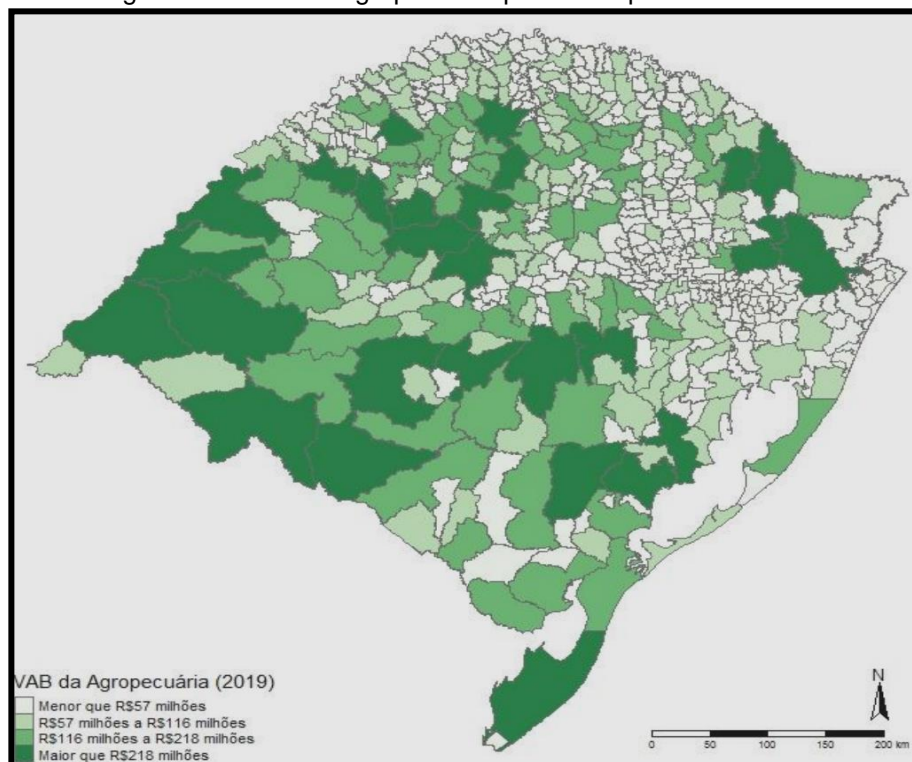 VAB da Agropecuária (2019)
Menor que R$57 milhões
R$57 milhões a R$116 milhões
R$116 milhões a R$218 milhões
Maior que R$218 milhões
N
0 50 100 150 200 km